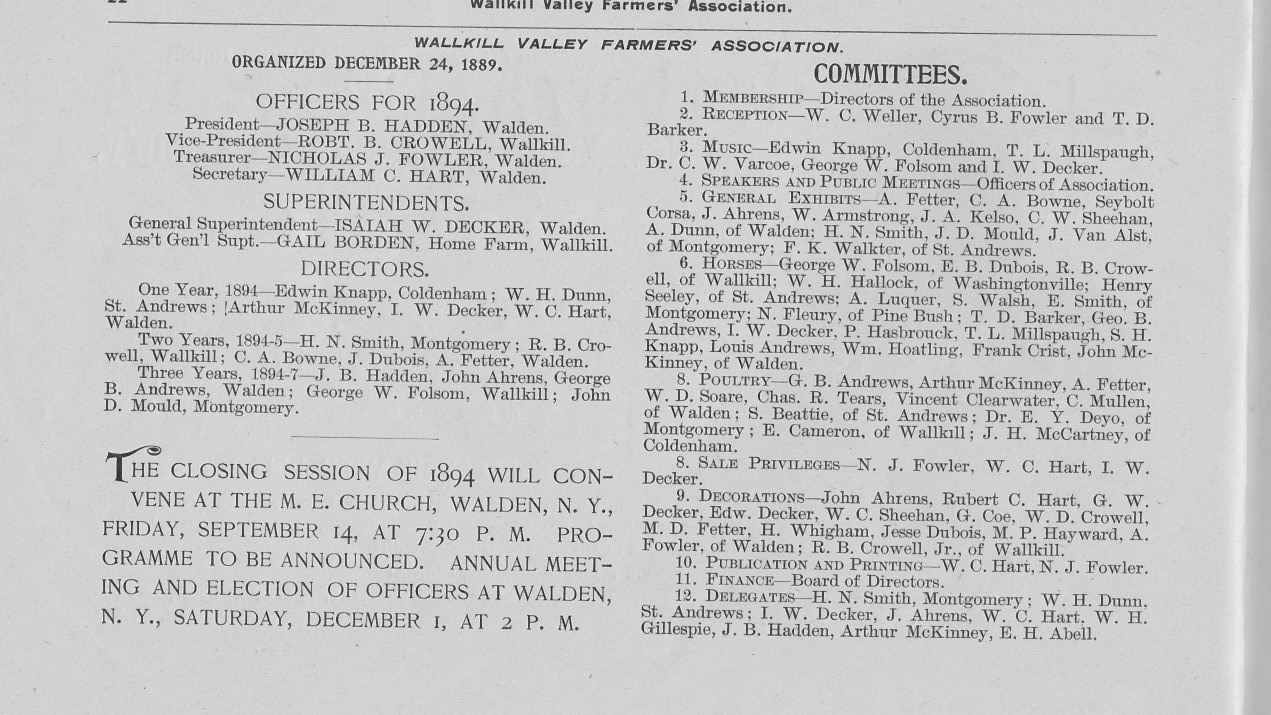 Wallkill Valley Farmers' Association.
WALLKILL VALLEY FARMERS' ASSOCIATION.
ORGANIZED DECEMBER 24, 1889.
OFFICERS FOR 1894.
President—JOSEPH B. HADDEN, Walden.
Vice-President—ROBT. B. CROWELL, Wallkill.
Treasurer—NICHOLAS J. FOWLER, Walden.
Secretary—WILLIAM C. HART, Walden.
SUPERINTENDENTS.
General Superintendent—ISAIAH W. DECKER, Walden.
Ass't Gen'l Supt.—GAIL BORDEN, Home Farm, Wallkill.
DIRECTORS.
One Year, 1894—Edwin Knapp, Coldenham; W. H. Dunn,
St. Andrews; Arthur McKinney, I. W. Decker, W. C. Hart,
Walden.
Two Years, 1894-5—H. N. Smith, Montgomery; R. B. Cro-
well, Wallkill; C. A. Bowne, J. Dubois, A. Fetter, Walden.
Three Years, 1894-7—J. B. Hadden, John Ahrens, George
B. Andrews, Walden; George W. Folsom, Wallkill; John
D. Mould, Montgomery.
THE CLOSING SESSION OF 1894 WILL CON-
VENE AT THE M. E. CHURCH, WALDEN, N. Y.,
FRIDAY, SEPTEMBER 14, AT 7:30 P. M. PRO-
GRAMME TO BE ANNOUNCED. ANNUAL MEET-
ING AND ELECTION OF OFFICERS AT WALDEN,
N. Y., SATURDAY, DECEMBER 1, AT 2 P. M.
COMMITTEES.
1. MEMBERSHIP—Directors of the Association.
2. RECEPTION—W. C. Weller, Cyrus B. Fowler and T. D.
Barker.
3. MUSIC—Edwin Knapp, Coldenham, T. L. Millspaugh,
Dr. C. W. Varcoe, George W. Folsom and I. W. Decker.
4. SPEAKERS AND PUBLIC MEETINGS—Officers of Association.
5. GENERAL EXHIBITS—A. Fetter, C. A. Bowne, Seybolt
Corsa, J. Ahrens, W. Armstrong, J. A. Kelso, C. W. Sheehan,
A. Dunn, of Walden; H. N. Smith, J. D. Mould, J. Van Alst,
of Montgomery; F. K. Walkter, of St. Andrews.
6. HORSES—George W. Folsom, E. B. Dubois, R. B. Crow-
ell, of Wallkill; W. H. Hallock, of Washingtonville; Henry
Seeley, of St. Andrews; A. Luquer, S. Walsh, E. Smith, of
Montgomery; N. Fleury, of Pine Bush; T. D. Barker, Geo. B.
Andrews, I. W. Decker, P. Hasbrouck, T. L. Millspaugh, S. H.
Knapp, Louis Andrews, Wm. Hoatling, Frank Crist, John Mc-
Kinney, of Walden.
8. POULTRY—G. B. Andrews, Arthur McKinney, A. Fetter,
W. D. Soare, Chas. R. Tears, Vincent Clearwater, C. Mullen,
of Walden; S. Beattie, of St. Andrews; Dr. E. Y. Deyo, of
Montgomery; E. Cameron, of Wallkill; J. H. McCartney, of
Coldenham.
8. SALE PRIVILEGES—N. J. Fowler, W. C. Hart, I. W.
Decker.
9. DECORATIONS—John Ahrens, Rubert C. Hart, G. W.
Decker, Edw. Decker, W. C. Sheehan, G. Coe, W. D. Crowell,
M. D. Fetter, H. Whigham, Jesse Dubois, M. P. Hayward, A.
Fowler, of Walden; R. B. Crowell, Jr., of Wallkill.
10. PUBLICATION AND PRINTING—W. C. Hart, N. J. Fowler.
11. FINANCE—Board of Directors.
12. DELEGATES—H. N. Smith, Montgomery; W. H. Dunn,
St. Andrews; I. W. Decker, J. Ahrens, W. C. Hart, W. H.
Gillespie, J. B. Hadden, Arthur McKinney, E. H. Abell.